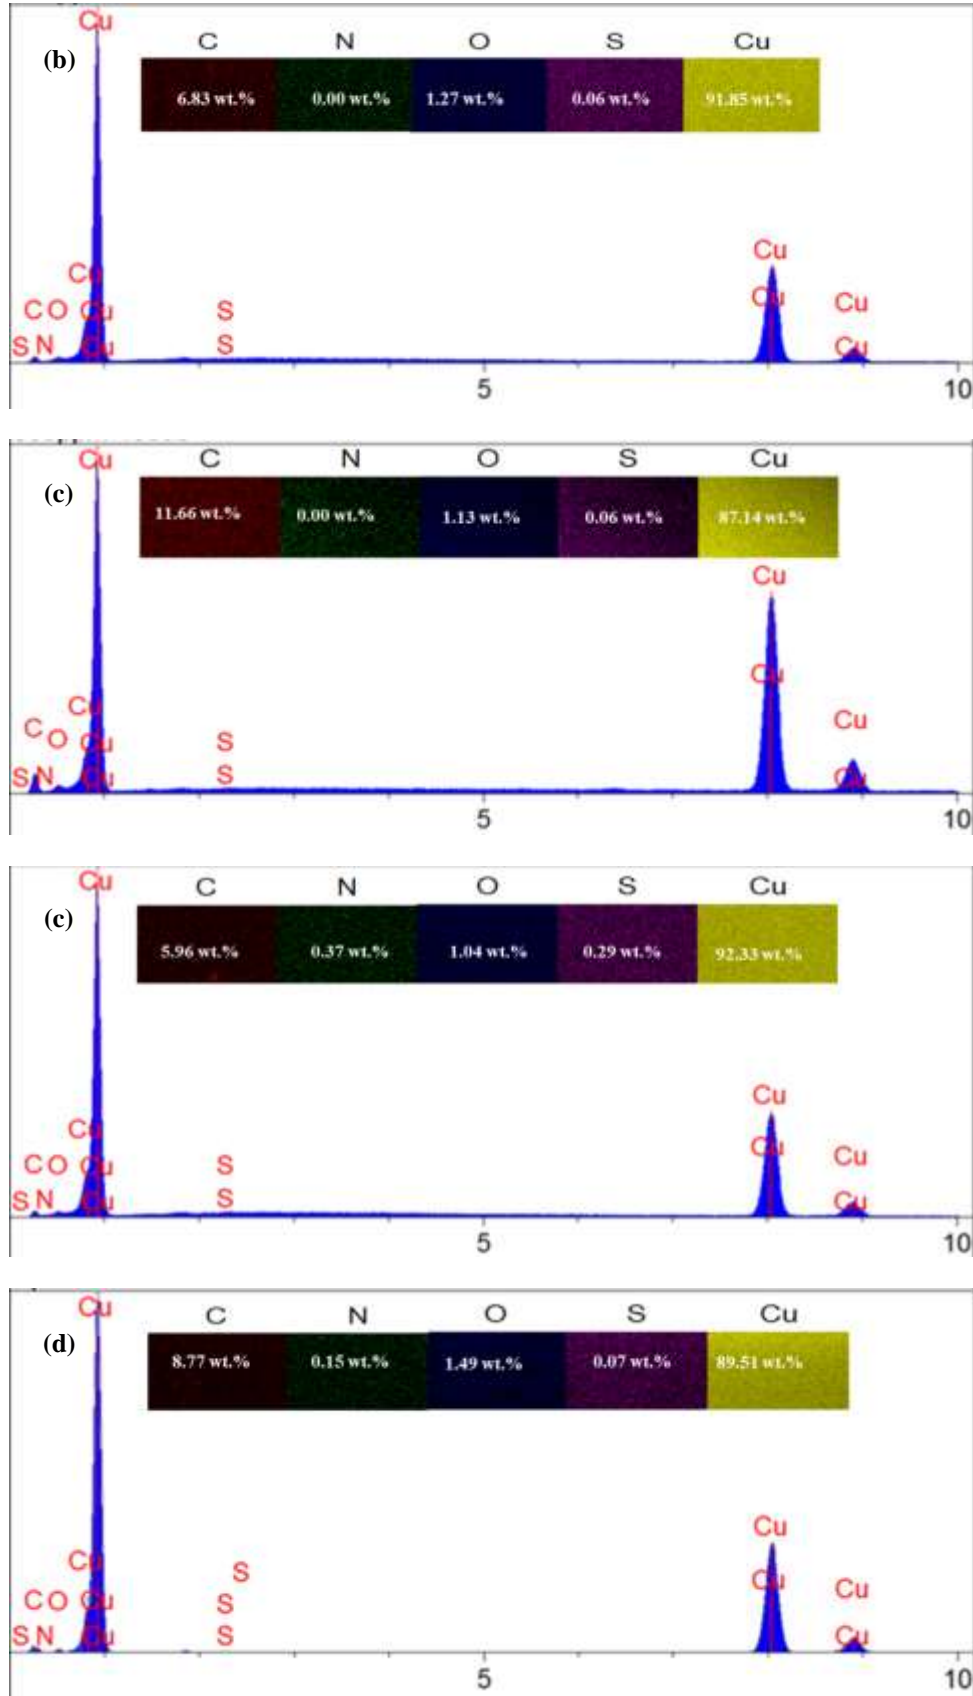 Cu
C N O S Cu
(b)
6.83 wt.% 0.00 wt.% 1.27 wt.% 0.06 wt.% 91.85 wt.%
Cu
Cu
Cu Cu
C O Cu S Cu
S N Cu S Cu
5 10
C N O S Cu
Cu
(c)
11.66 wt.% 0.00 wt.% 1.13 wt.% 0.06 wt.% 87.14 wt.%
Cu
Cu
Cu
C Cu
O Cu S
S N Cu S Cu
5 10
Cu C N O S Cu
(c)
5.96 wt.% 0.37 wt.% 1.04 wt.% 0.29 wt.% 92.33 wt.%
Cu
Cu
Cu
C O Cu S Cu
S N Cu S Cu
5 10
Cu
C N O S Cu
(d)
8.77 wt.% 0.15 wt.% 1.49 wt.% 0.07 wt.% 89.51 wt.%
Cu
Cu
S Cu Cu
C O Cu S
S N Cu S Cu
5 10